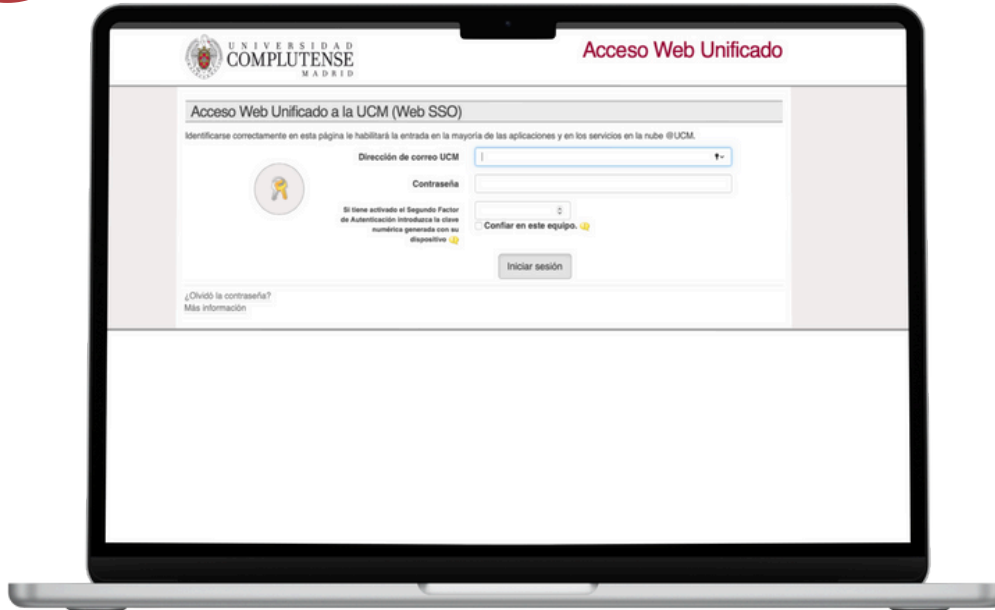 UNIVERSIDAD
COMPLUTENSE
MADRID
Acceso Web Unificado
Acceso Web Unificado a la UCM (Web SSO)
Identificarse correctamente en esta página le habilitará la entrada en la mayoría de las aplicaciones y en los servicios en la nube @UCM.
Dirección de correo UCM
Contraseña
Si tiene activado el Segundo Factor
de Autenticación introduzca la clave
numérica generada con su
dispositivo
Confiar en este equipo.
Iniciar sesión
¿Olvidó la contraseña?
Más información